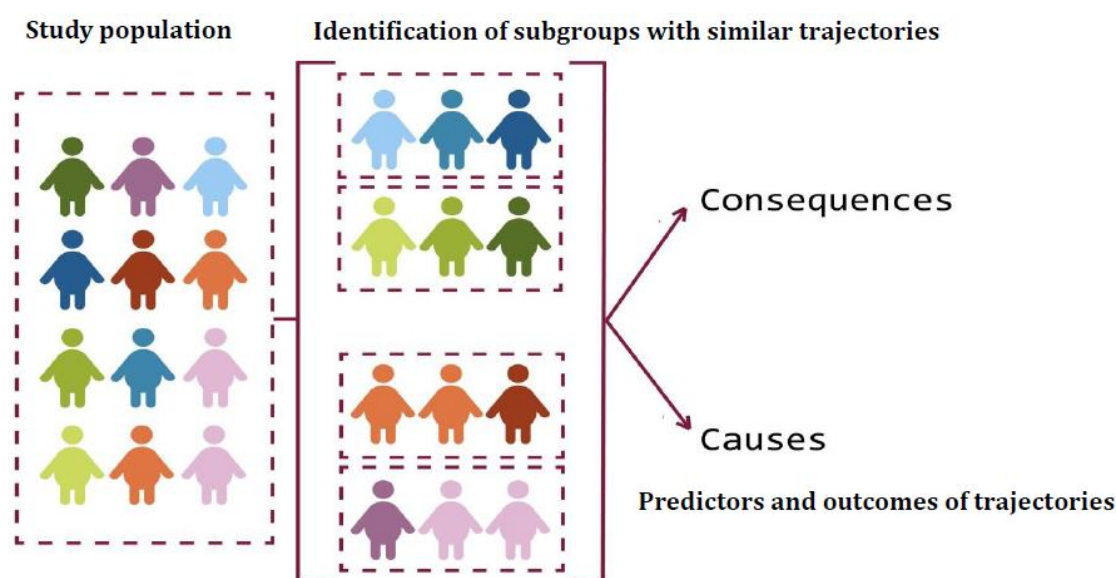 Study population
Identification of subgroups with similar trajectories
Consequences
Causes
Predictors and outcomes of trajectories